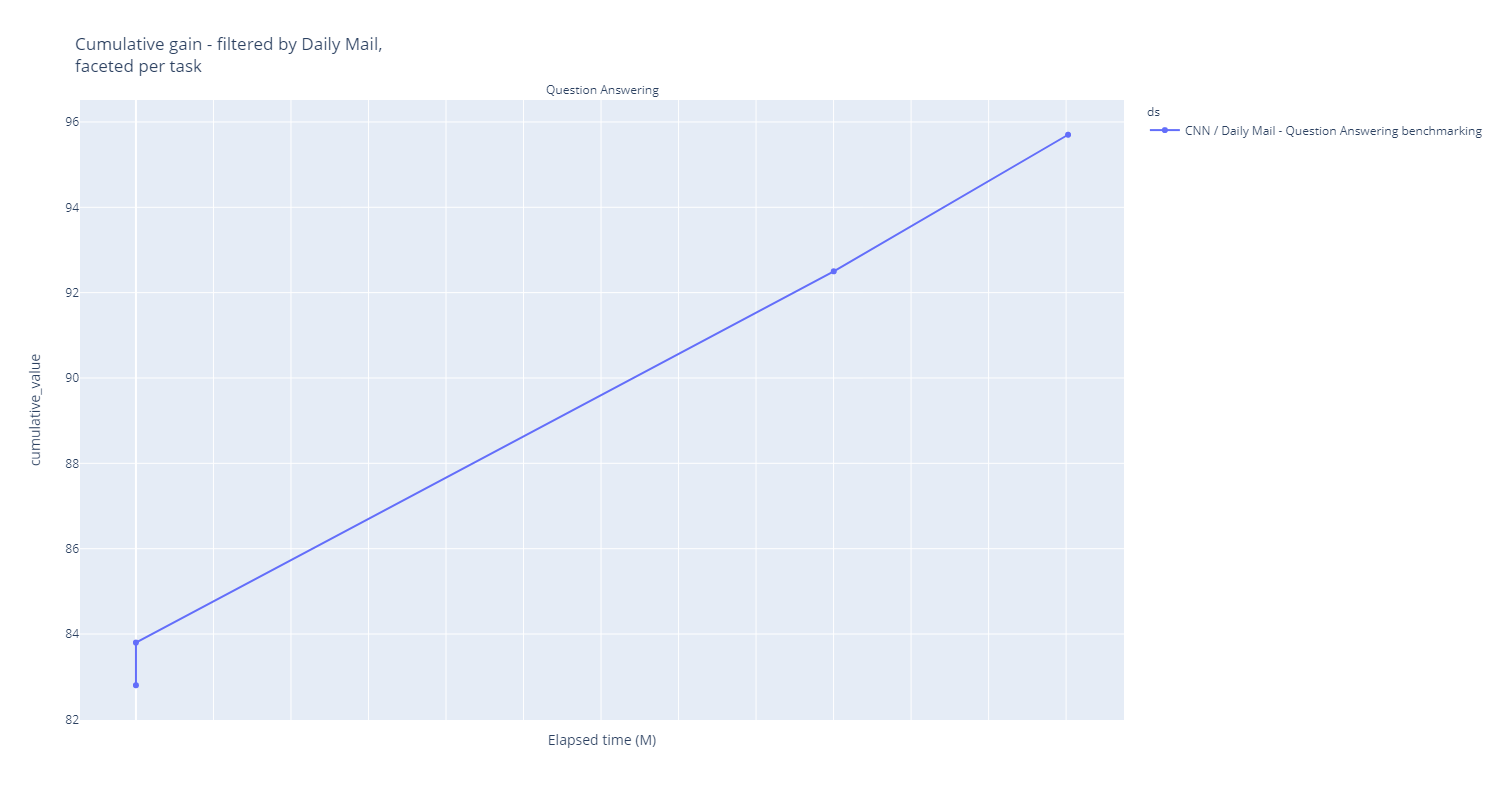 Cumulative gain - filtered by Daily Mail,
faceted per task
Question Answering
ds
CNN / Daily Mail - Question Answering benchmarking
96
94
92
90
88
86
84
82
cumulative_value
Elapsed time (M)